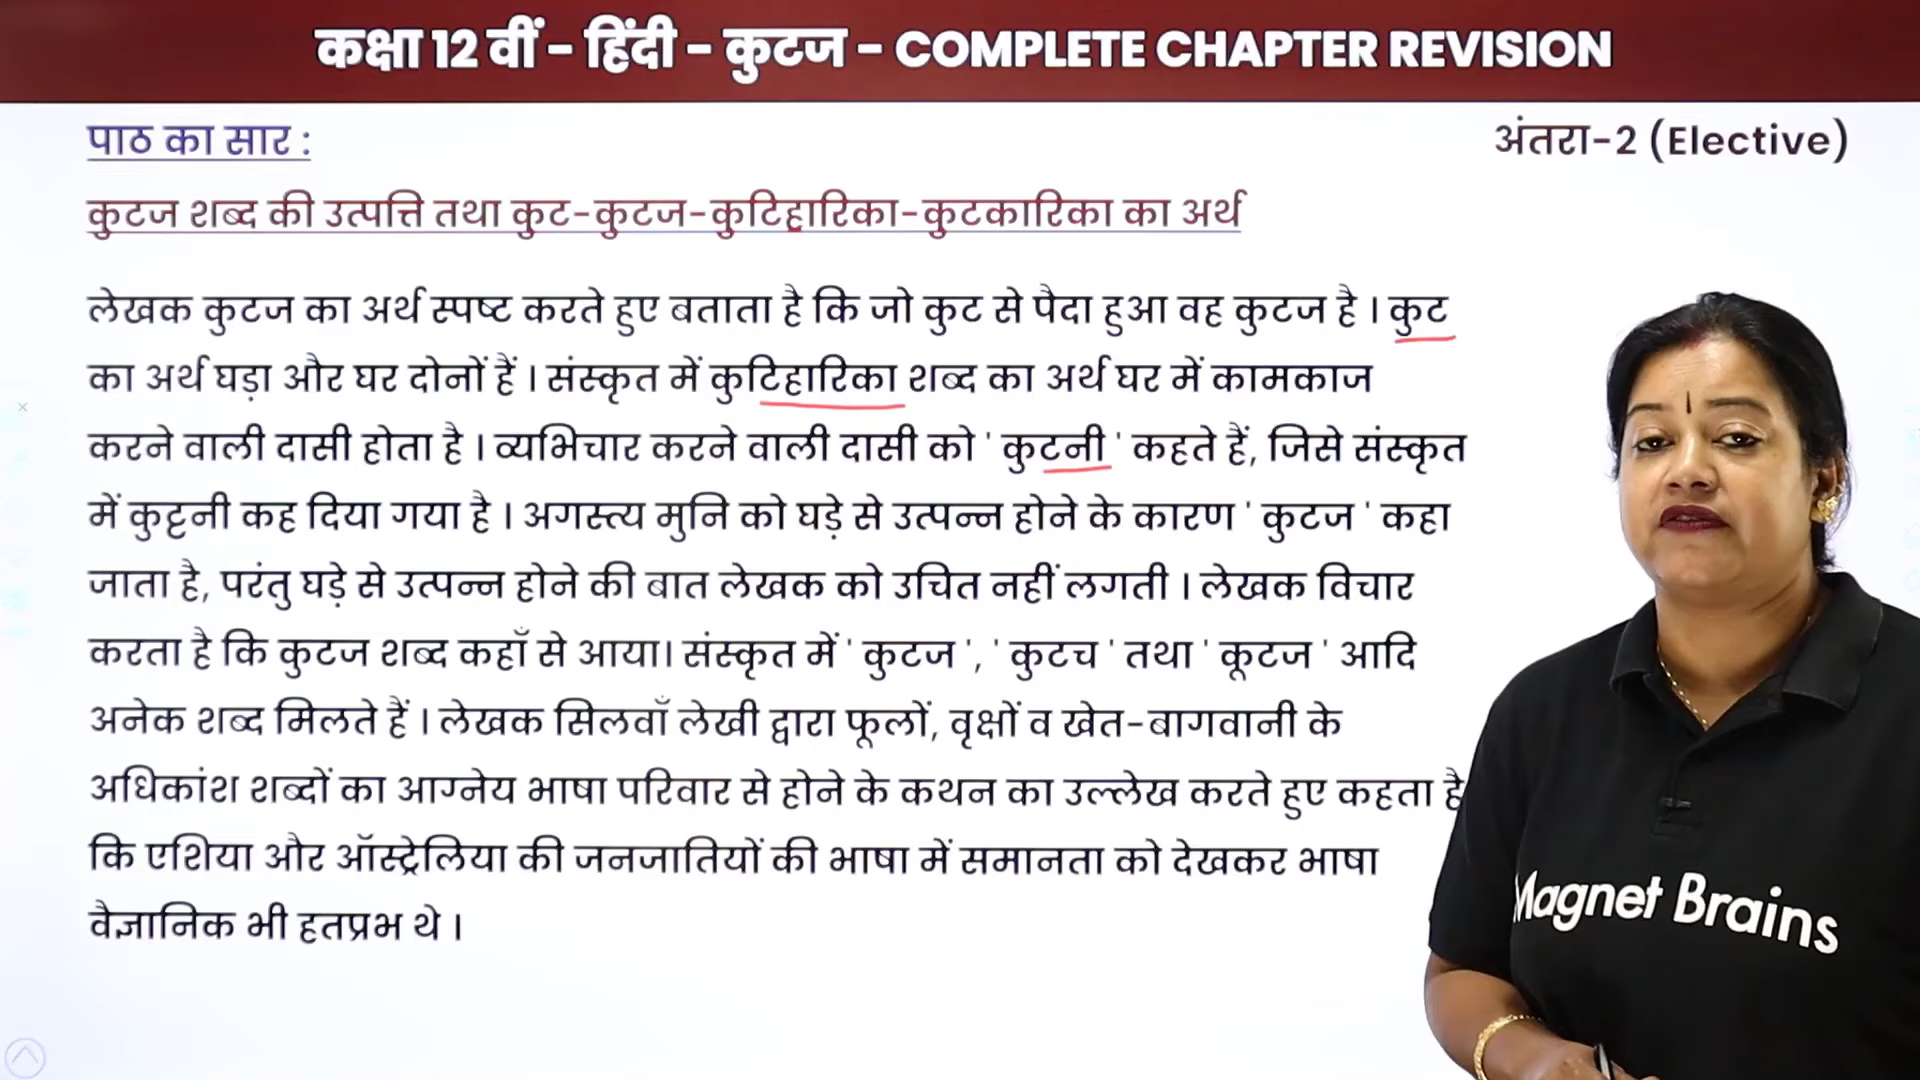 कक्षा 12 वीं - हिंदी - कुटज - COMPLETE CHAPTER REVISION
पाठ का सार :
अंतरा-2 (Elective)
कुटज शब्द की उत्पत्ति तथा कुट-कुटज-कुटिहारिका-कुटकारिका का अर्थ
लेखक कुटज का अर्थ स्पष्ट करते हुए बताता है कि जो कुट से पैदा हुआ वह कुटज है । कुट
का अर्थ घड़ा और घर दोनों हैं । संस्कृत में कुटिहारिका शब्द का अर्थ घर में कामकाज
करने वाली दासी होता है । व्यभिचार करने वाली दासी को ' कुटनी ' कहते हैं, जिसे संस्कृत
में कुट्टनी कह दिया गया है । अगस्त्य मुनि को घड़े से उत्पन्न होने के कारण ' कुटज ' कहा
जाता है, परंतु घड़े से उत्पन्न होने की बात लेखक को उचित नहीं लगती । लेखक विचार
करता है कि कुटज शब्द कहाँ से आया। संस्कृत में ' कुटज ', ' कुटच ' तथा ' कूटज ' आदि
अनेक शब्द मिलते हैं । लेखक सिलवाँ लेखी द्वारा फूलों, वृक्षों व खेत-बागवानी के
अधिकांश शब्दों का आग्नेय भाषा परिवार से होने के कथन का उल्लेख करते हुए कहता है
कि एशिया और ऑस्ट्रेलिया की जनजातियों की भाषा में समानता को देखकर भाषा
वैज्ञानिक भी हतप्रभ थे ।
Magnet Brains